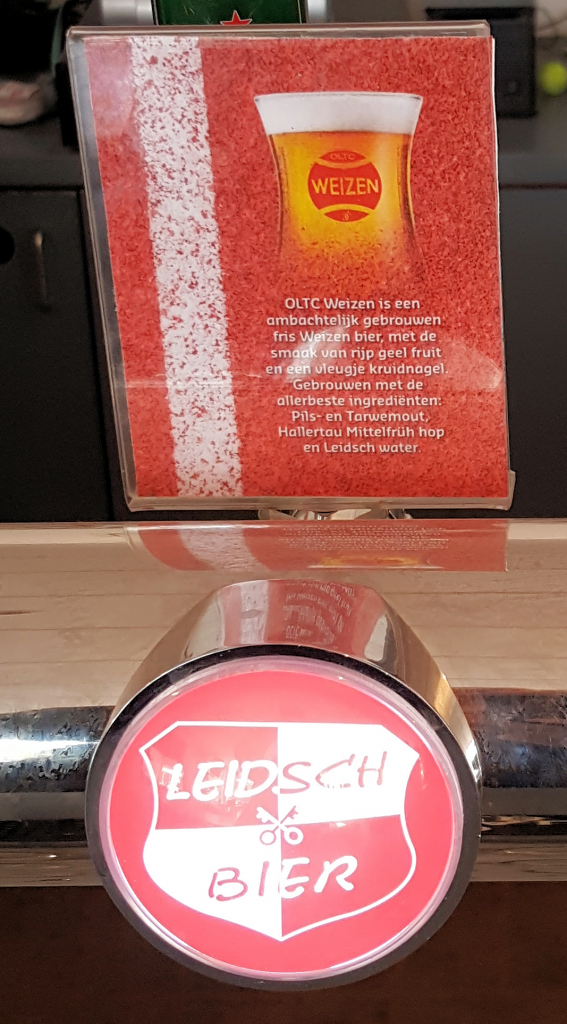 OLTC
WEIZEN
OLTC Weizen is een
ambachtelijk gebrouwen
fris Weizen bier, met de
smaak van rijp geel fruit
en een vleugje kruidnagel.
Gebrouwen met de
allerbeste ingrediënten:
Pils- en Tarwemout,
Hallertau Mittelfrüh hop
en Leidsch water.
LEIDSCH
BIER